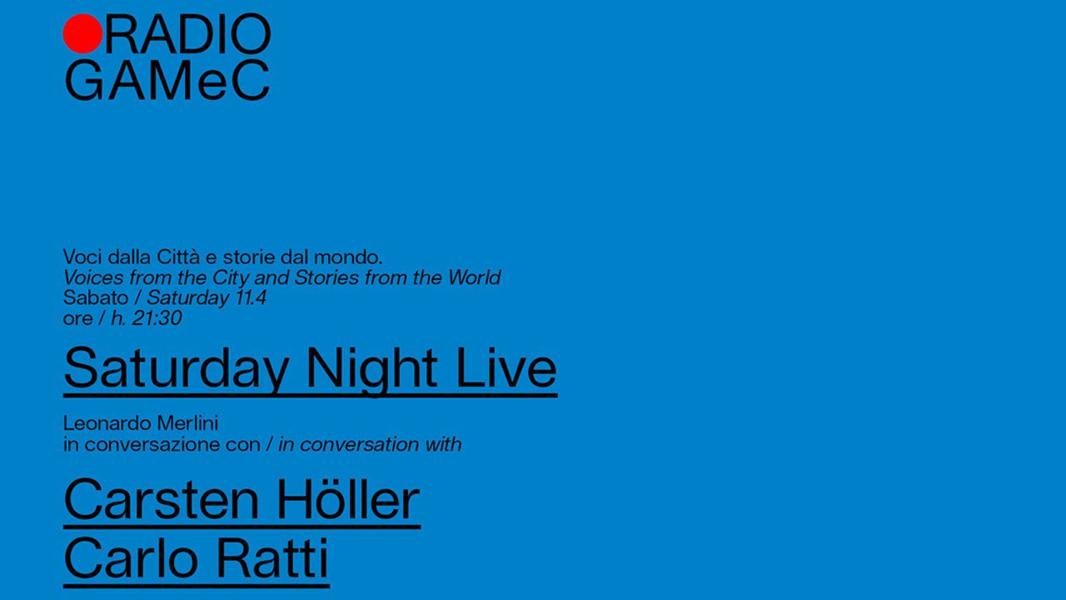 RADIO
GAMeC
Voci dalla Città e storie dal mondo.
Voices from the City and Stories from the World
Sabato / Saturday 11.4
ore / h. 21:30
Saturday Night Live
Leonardo Merlini
in conversazione con / in conversation with
Carsten Höller
Carlo Ratti